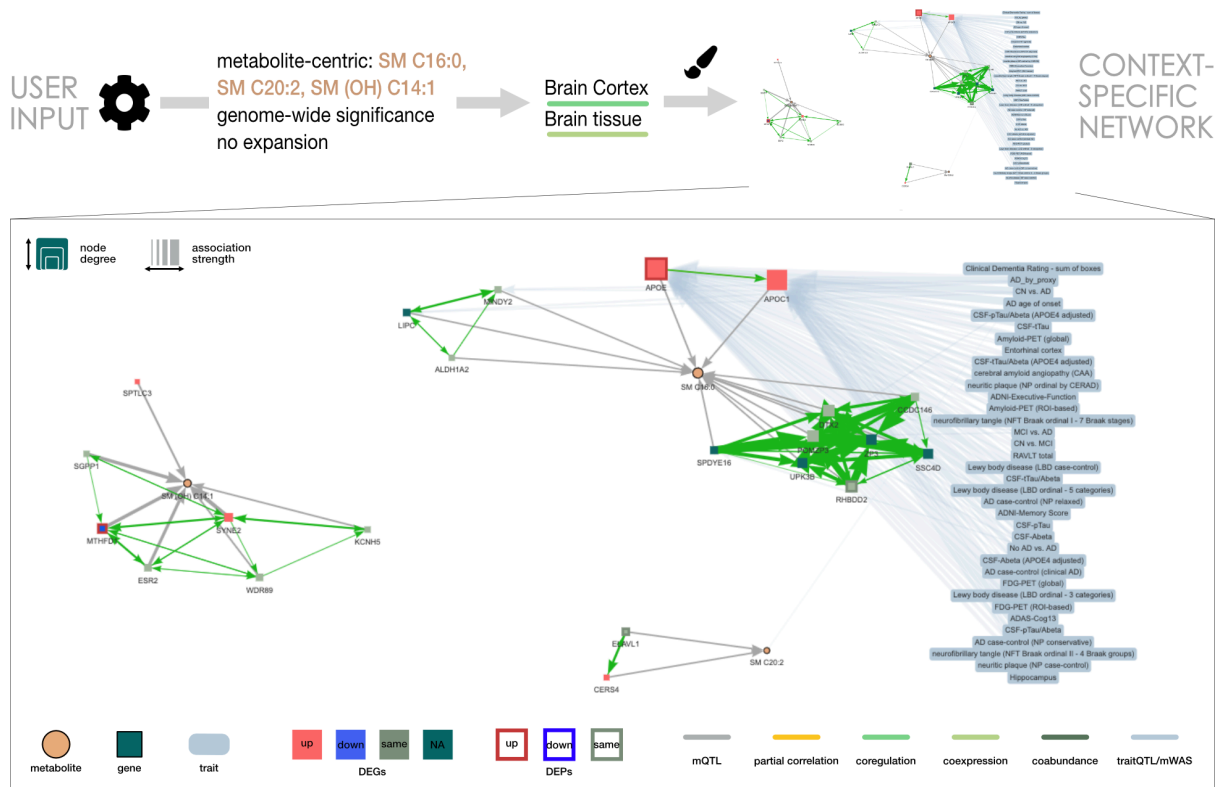 USER
INPUT
metabolite-centric: SM C16:0,
SM C20:2, SM (OH) C14:1
genome-wide significance
no expansion
Brain Cortex
Brain tissue
CONTEXT-
SPECIFIC
NETWORK
node
degree
association
strength
APOE
APOC1
MINDY2
LIPC
ALDH1A2
SM C16:0
SPTLC3
SGPP1
SM (OH) C14:1
MTHFD1
SYNE2
KCNH5
ESR2
WDR89
CCDC146
DTX2
SPDYE16
ZP3
UPK3B
SSC4D
RHBDD2
ELAVL1
SM C20:2
CERS4
Clinical Dementia Rating - sum of boxes
AD_by_proxy
CN vs. AD
AD age of onset
CSF-pTau/Abeta (APOE4 adjusted)
CSF-tTau
Amyloid-PET (global)
Entorhinal cortex
CSF-tTau/Abeta (APOE4 adjusted)
cerebral amyloid angiopathy (CAA)
neuritic plaque (NP ordinal by CERAD)
ADNI-Executive-Function
Amyloid-PET (ROI-based)
neurofibrillary tangle (NFT Braak ordinal I - 7 Braak stages)
MCI vs. AD
CN vs. MCI
RAVLT total
Lewy body disease (LBD case-control)
CSF-tTau/Abeta
Lewy body disease (LBD ordinal - 5 categories)
AD case-control (NP relaxed)
ADNI-Memory Score
CSF-pTau
CSF-Abeta
No AD vs. AD
CSF-Abeta (APOE4 adjusted)
AD case-control (clinical AD)
FDG-PET (global)
Lewy body disease (LBD ordinal - 3 categories)
FDG-PET (ROI-based)
ADAS-Cog13
CSF-pTau/Abeta
AD case-control (NP conservative)
neurofibrillary tangle (NFT Braak ordinal II - 4 Braak groups)
neuritic plaque (NP case-control)
Hippocampus
metabolite
gene
trait
up
down
same
NA
DEGs
up
down
same
DEPs
mQTL
partial correlation
coregulation
coexpression
coabundance
traitQTL/mWAS